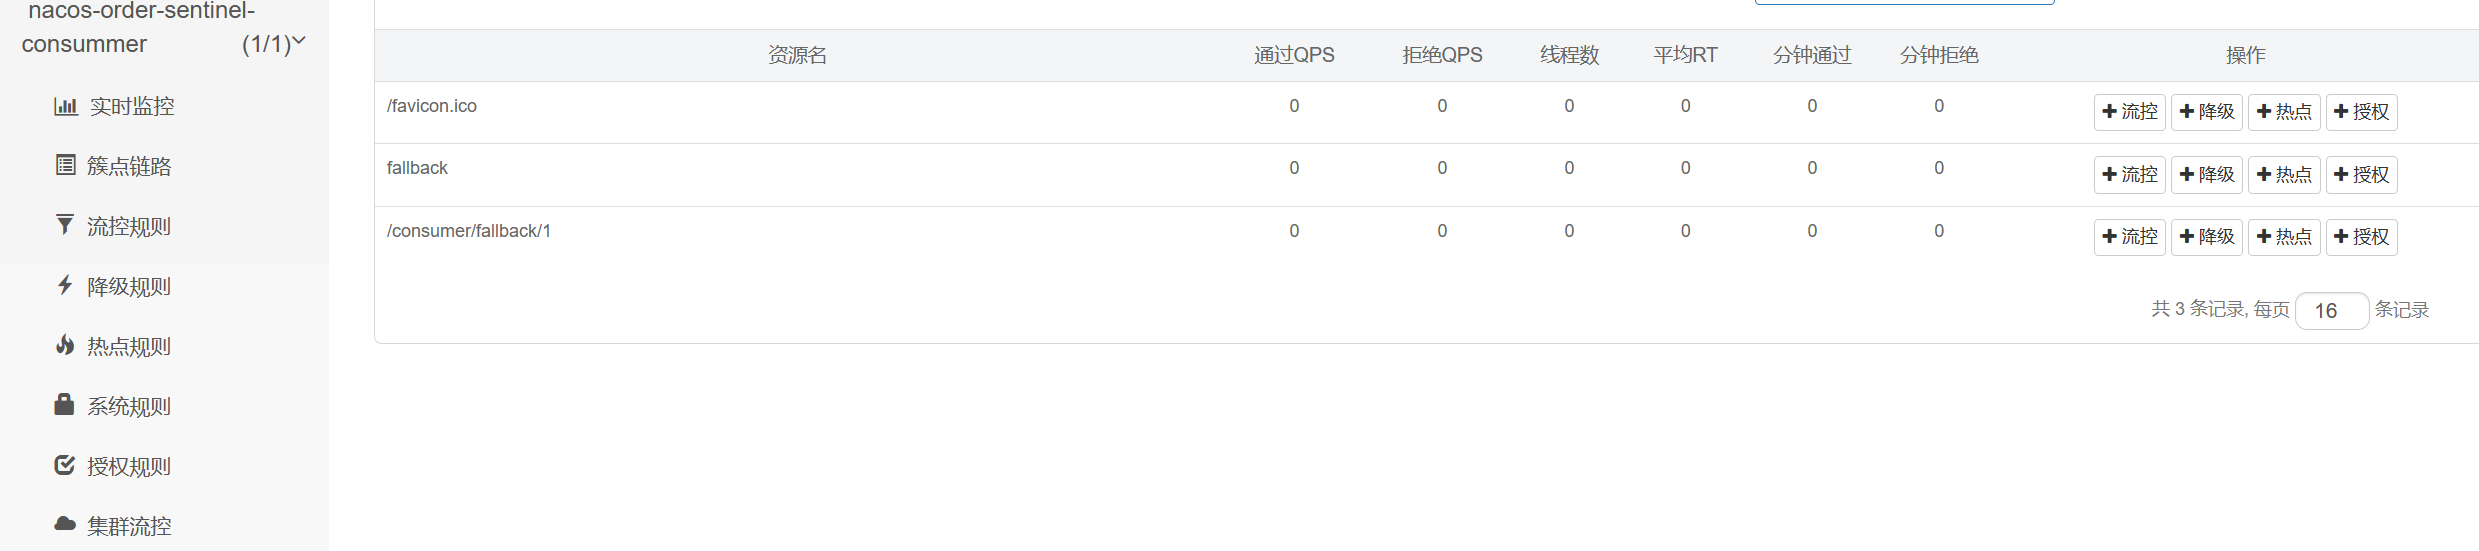 nacos-order-sentinel-
consummer (1/1)
实时监控
簇点链路
流控规则
降级规则
热点规则
系统规则
授权规则
集群流控
资源名 通过QPS 拒绝QPS 线程数 平均RT 分钟通过 分钟拒绝 操作
/favicon.ico 0 0 0 0 0 0 流控 降级 热点 授权
fallback 0 0 0 0 0 0 流控 降级 热点 授权
/consumer/fallback/1 0 0 0 0 0 0 流控 降级 热点 授权
共 3 条记录, 每页 16 条记录